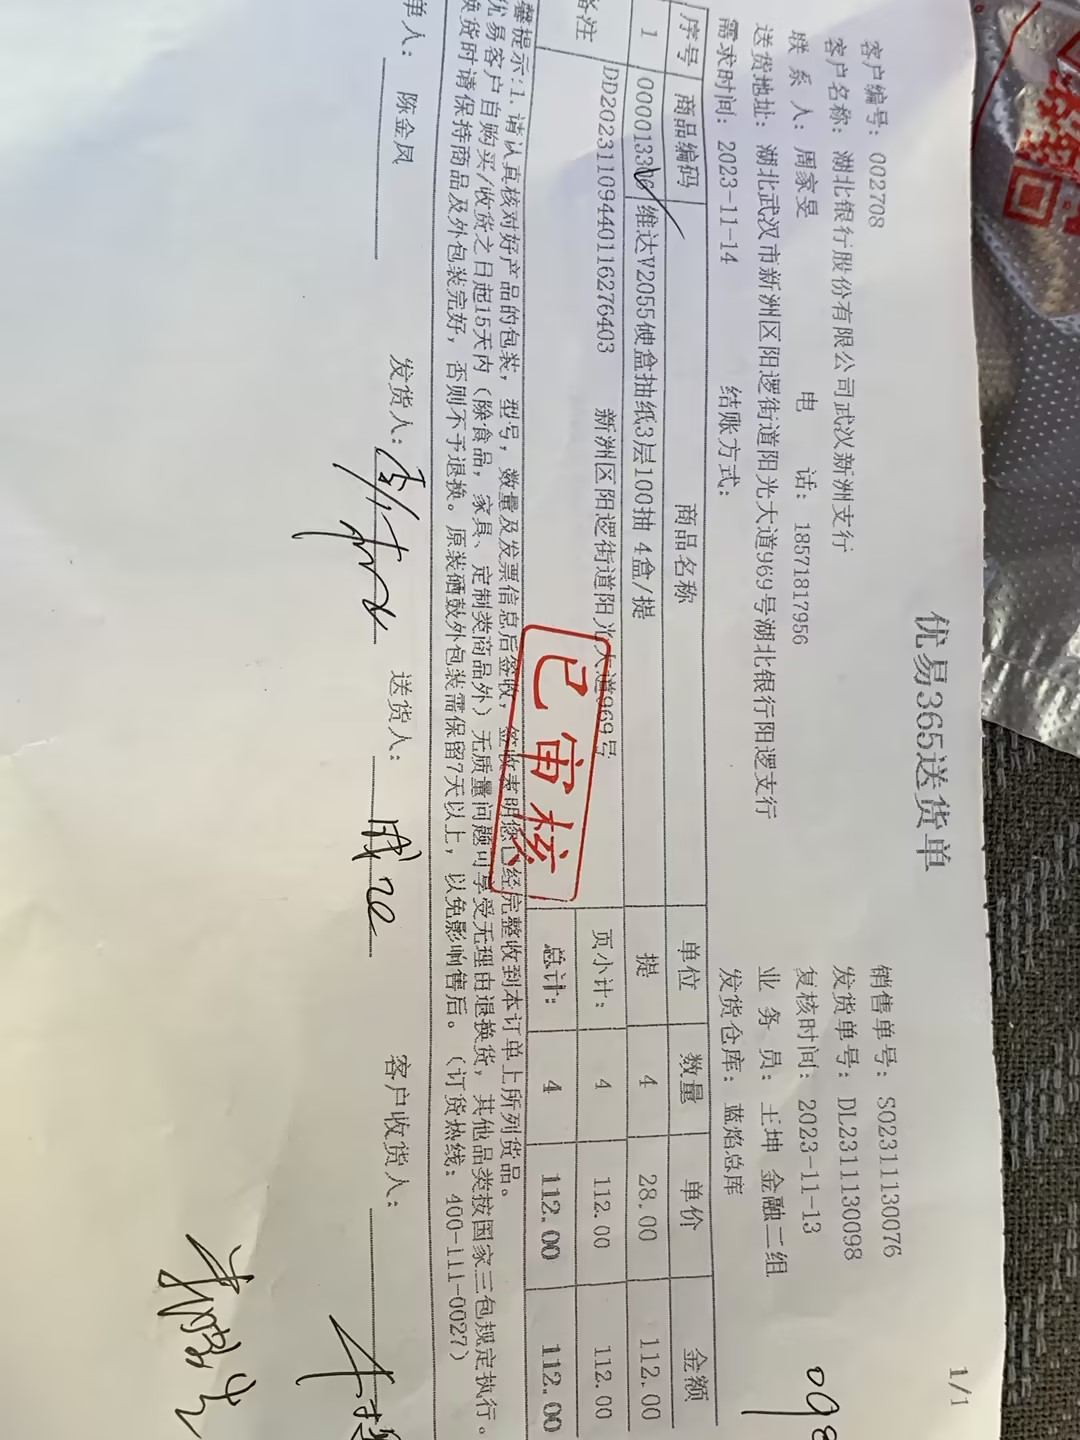 优易365送货单
1/1
客户编号: 002708 销售单号: SO231113​0076
客户名称: 湖北银行股份有限公司武汉新洲支行 发货单号: DL231113​0098
联 系 人: 周家旻 电 话: 18571817956 复核时间: 2023-11-13
送货地址: 湖北武汉市新洲区阳逻街道阳光大道969号湖北银行阳逻支行 业 务 员: 王坤 金融二组
需求时间: 2023-11-14 结账方式: 发货仓库: 蓝焰总库
序号 商品编码 商品名称 单位 数量 单价 金额
1 维达V2055硬盒抽纸3层100抽 4盒/提 提 4 28.00 112.00
DD20231109440116276403 新洲区阳逻街道阳光大道969号 页小计: 4 112.00 112.00
备注 总计: 4 112.00 112.00
已审核
馨提示:1. 请认真核对好产品的包装, 型号, 数量及发票信息后签收, 签收表明您已经完整收到本订单上所列货品。
优易客户自购买/收货之日起15天内 (除食品, 家具、定制类商品外) 无质量问题可享受无理由退换货, 其他品类按国家三包规定执行。
换货时请保持商品及外包装完好, 否则不予退换。原装硒鼓外包装需保留7天以上, 以免影响售后。 (订货热线: 400-111-0027)
单人: 陈金凤 发货人: 送货人: 客户收货人: